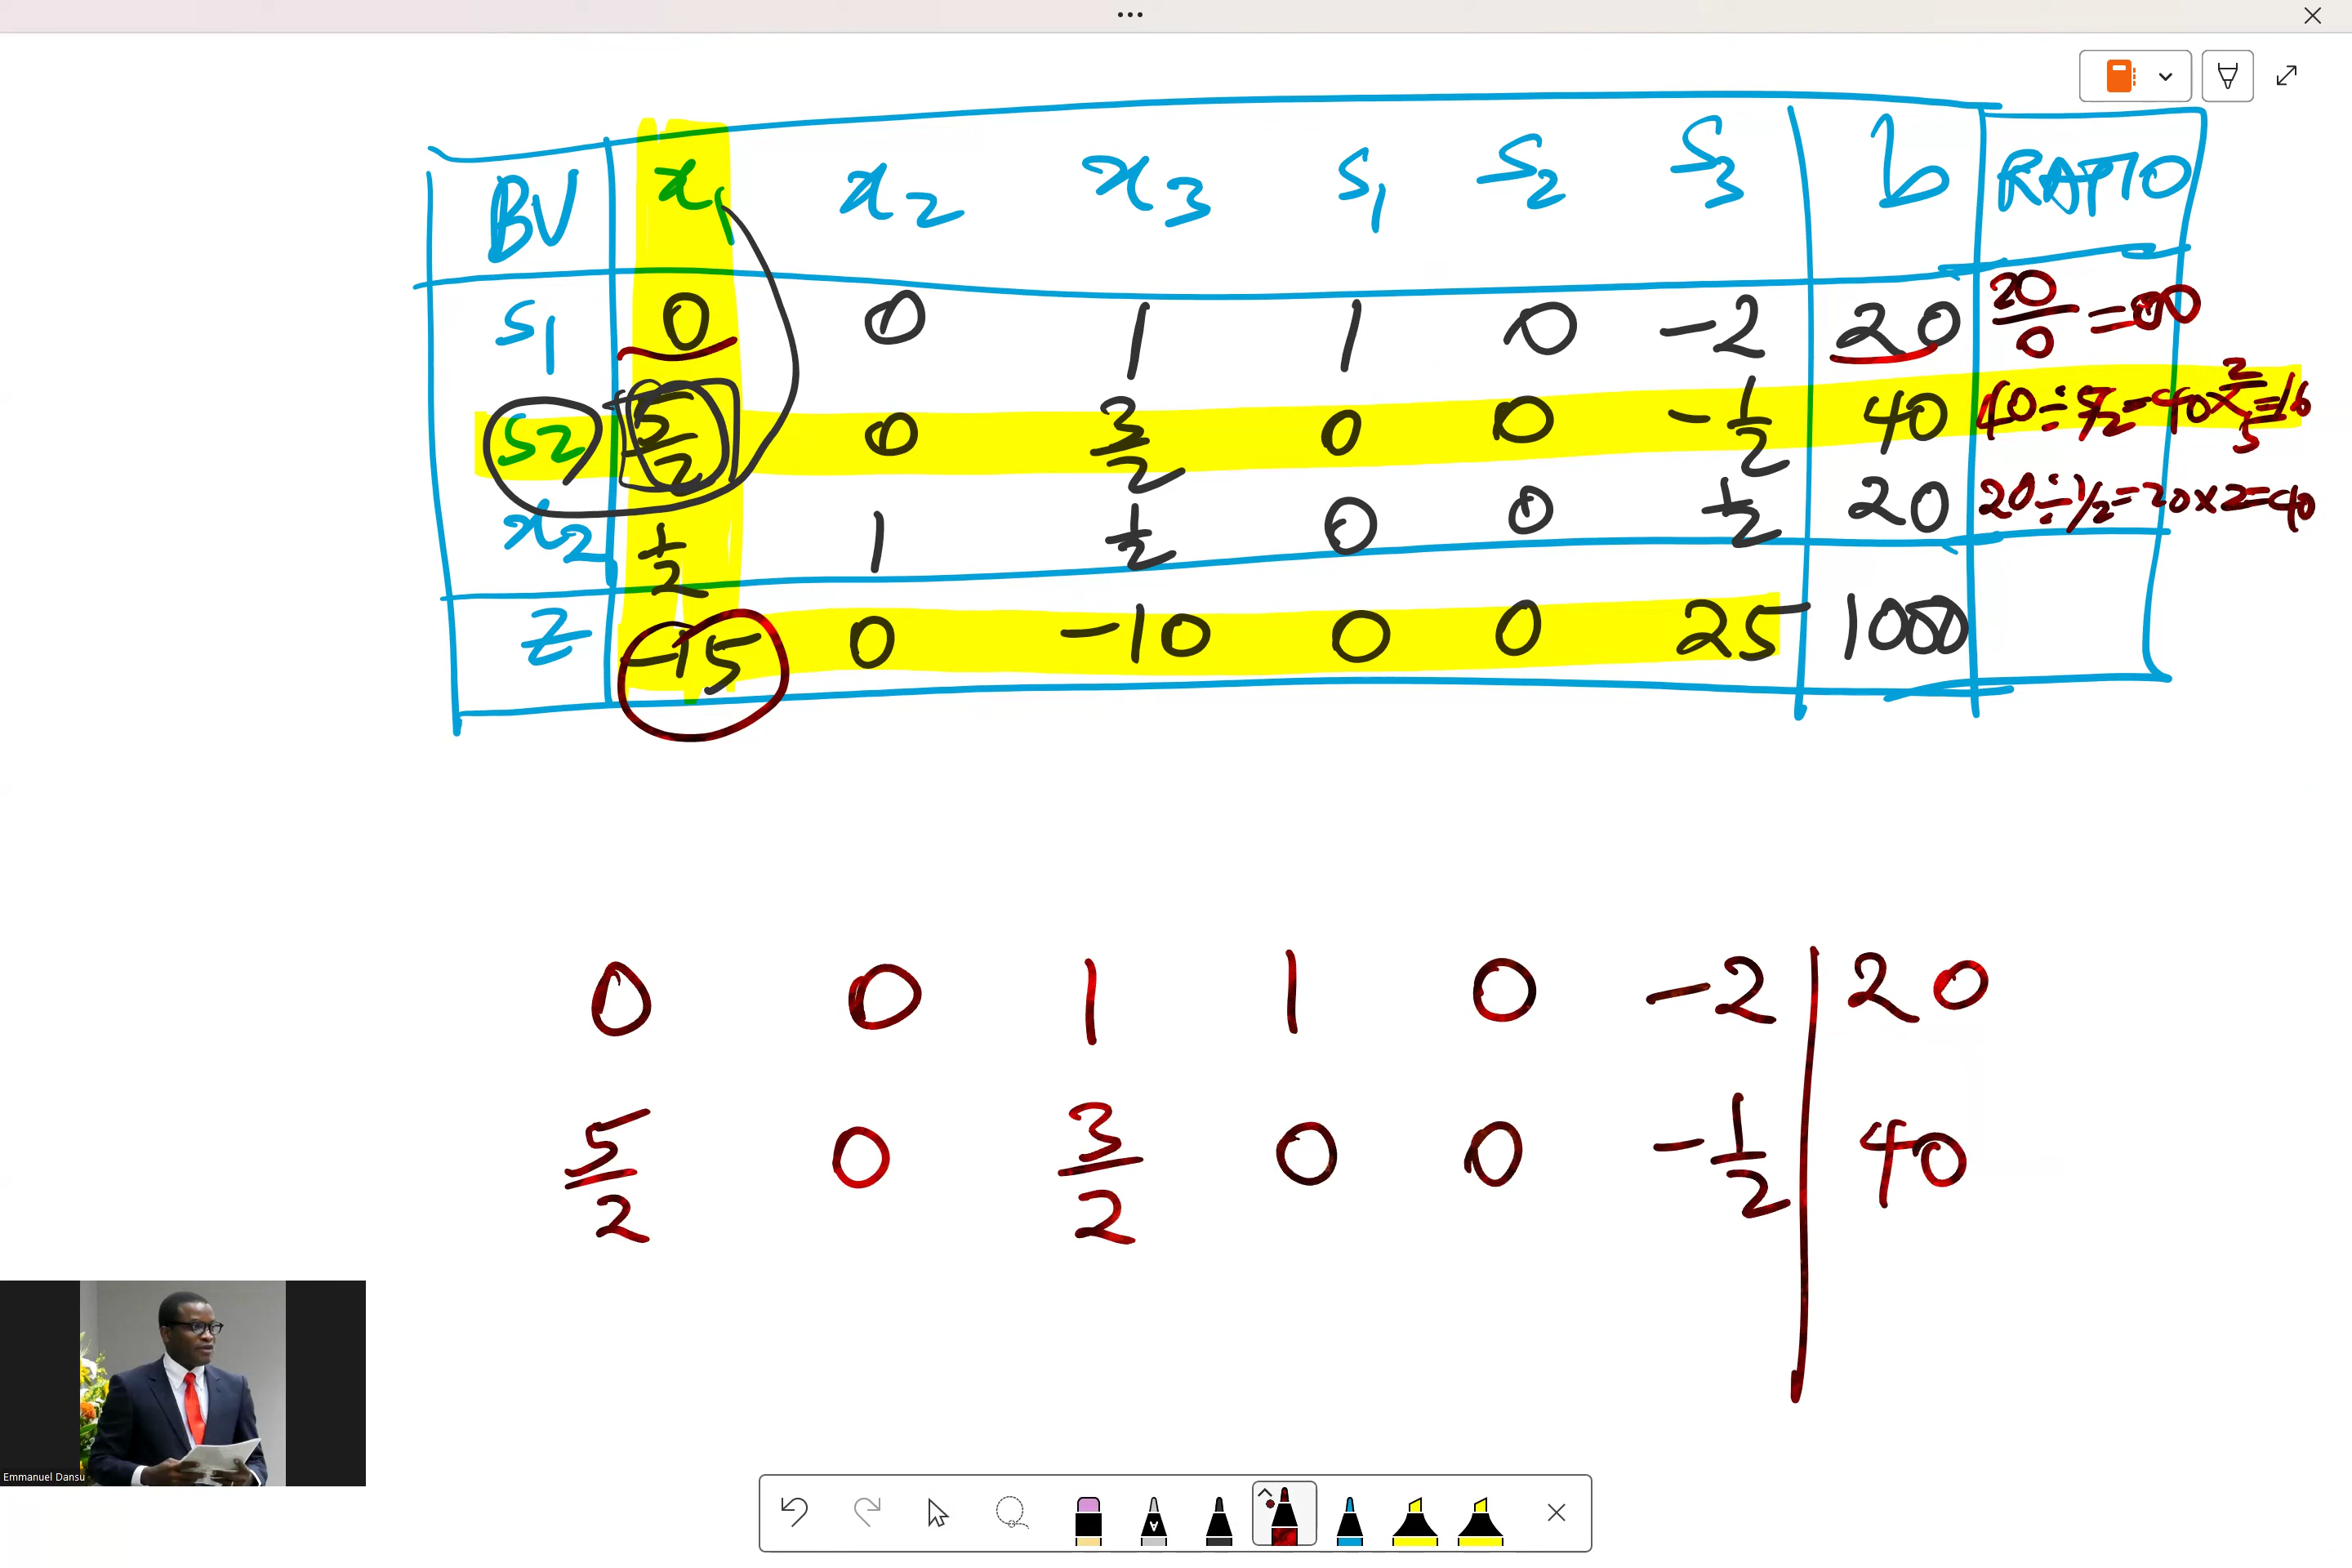 BV x₁ x₂ x₃ S₁ S₂ S₃ b RATIO
S₁ 0 0 1 1 0 -2 20 20/0 = ∞
S₂ 5/2 0 3/2 0 0 -1/2 40 40÷5/2=40×2/5=16
x₂ 1/2 1 1/2 0 0 1/2 20 20÷1/2=20×2=40
Z -15 0 -10 0 0 25 1000
0 0 1 1 0 -2 20
5/2 0 3/2 0 0 -1/2 40
Emmanuel Dansu